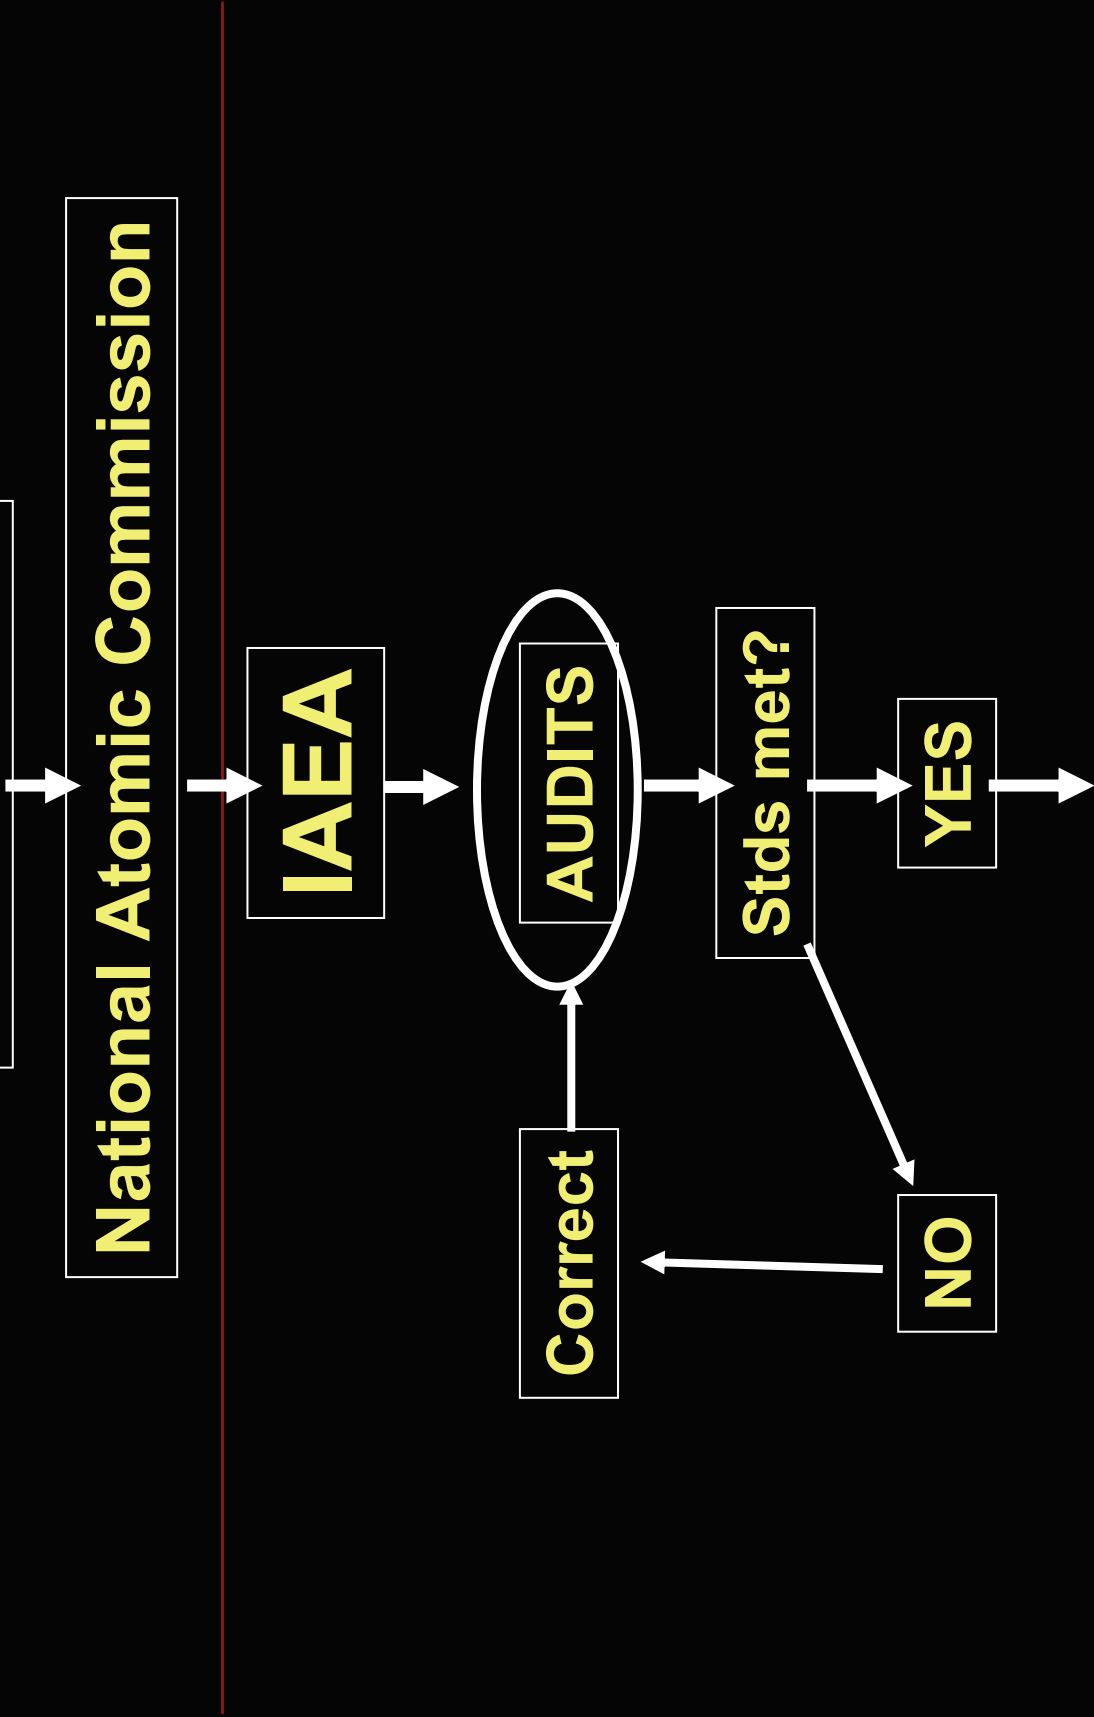 National Atomic Commission
IAEA
AUDITS
Correct
Stds met?
YES
NO